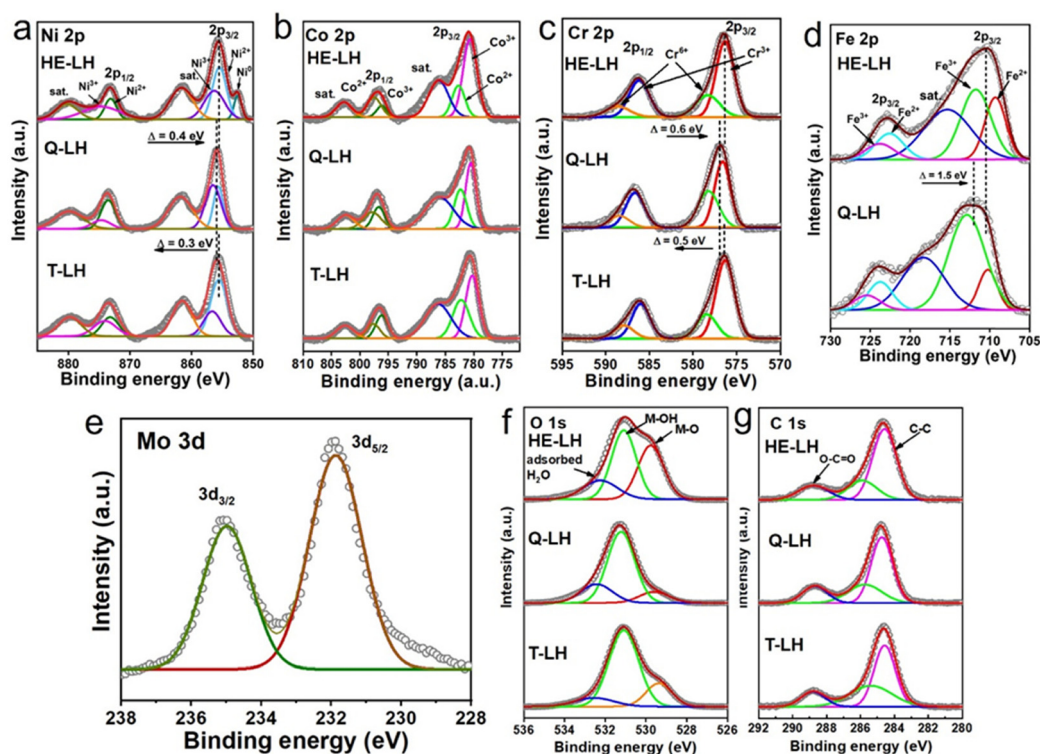 a
Ni 2p
HE-LH
2p3/2
Ni3+
Ni2+
sat.
Ni0
Ni3+
2p1/2
sat.
Ni2+
Δ = 0.4 eV
Q-LH
Δ = 0.3 eV
T-LH
Intensity (a.u.)
880 870 860 850
Binding energy (eV)
b
Co 2p
HE-LH
2p3/2
Co3+
sat.
Co2+
2p1/2
sat.
Co2+
Co3+
Q-LH
T-LH
Intensity (a.u.)
810 800 795 780 780 772
Binding energy (a.u.)
c
Cr 2p
HE-LH
2p3/2
2p1/2
Cr6+
Cr3+
Δ = 0.6 eV
Q-LH
Δ = 0.5 eV
T-LH
Intensity (a.u.)
595 590 585 580 575 570
Binding energy (eV)
d
Fe 2p
HE-LH
2p3/2
Fe3+
Fe2+
sat.
2p3/2
Fe3+
Fe2+
Δ = 1.5 eV
Q-LH
Intensity (a.u.)
730 725 720 715 710 705
Binding energy (eV)
e
Mo 3d
3d5/2
3d3/2
Intensity (a.u.)
238 236 234 232 230 228
Binding energy (eV)
f
O 1s
HE-LH
M-OH
M-O
adsorbed
H2O
Q-LH
T-LH
Intensity (a.u.)
536 534 532 530 528 526
Binding energy (eV)
g
C 1s
HE-LH
C-C
O-C=O
Q-LH
T-LH
Intensity (a.u.)
292 290 288 286 284 282 280
Binding energy (eV)